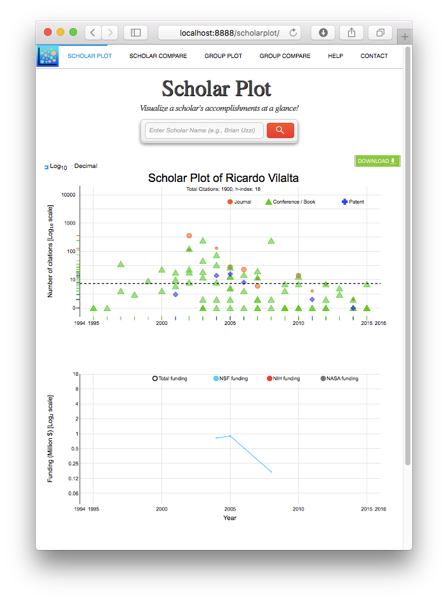 localhost:8888/scholarplot/
SCHOLAR PLOT SCHOLAR COMPARE GROUP PLOT GROUP COMPARE HELP CONTACT
Scholar Plot
Visualize a scholar's accomplishments at a glance!
Enter Scholar Name (e.g., Brian Uzzi)
DOWNLOAD
Log10 Decimal
Scholar Plot of Ricardo Vilalta
Total Citations: 1900, h-index: 18
Journal Conference / Book Patent
Number of citations [Log10 scale]
10000
1000
100
10
0
1994 1995 2000 2005 2010 2015 2016
Total funding NSF funding NIH funding NASA funding
Funding (Million $) [Log2 scale]
16
8
4
2
1
0.5
0.25
0.12
0.06
1994 1995 2000 2005 2010 2015 2016
Year